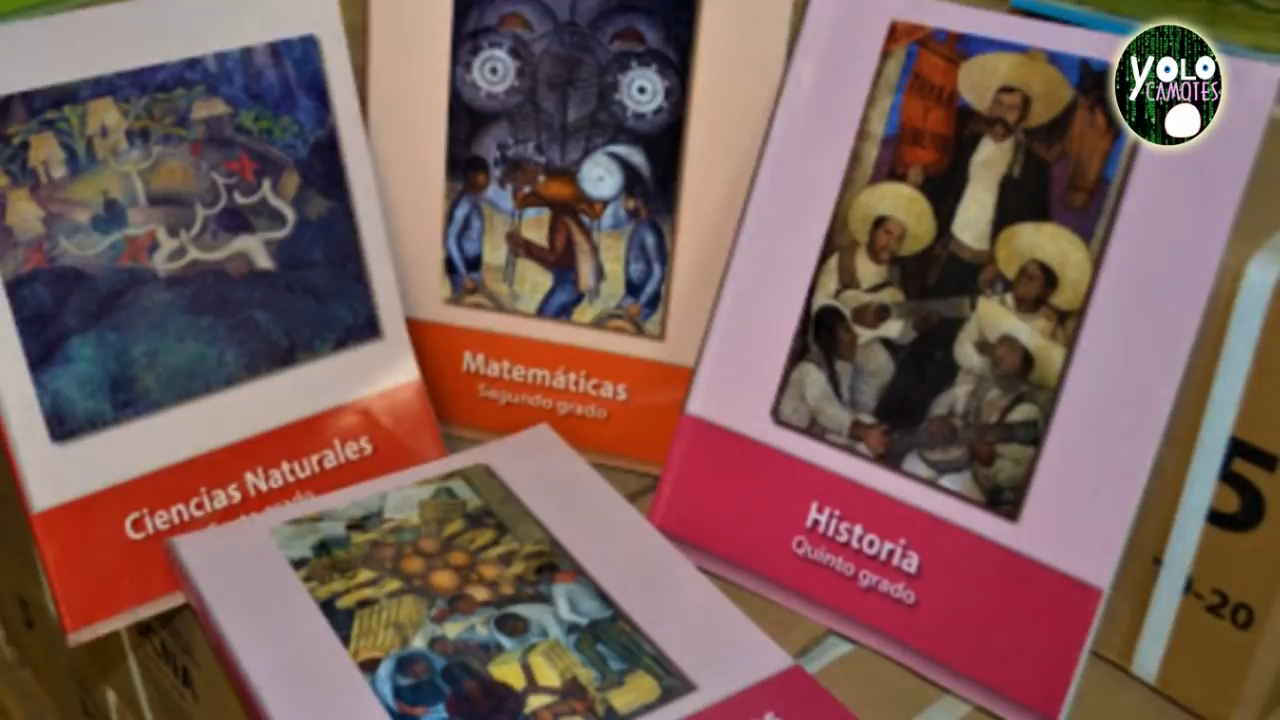 YOLO
CAMOTES
Matemáticas
Segundo grado
Ciencias Naturales
Historia
Quinto grado
5
-20